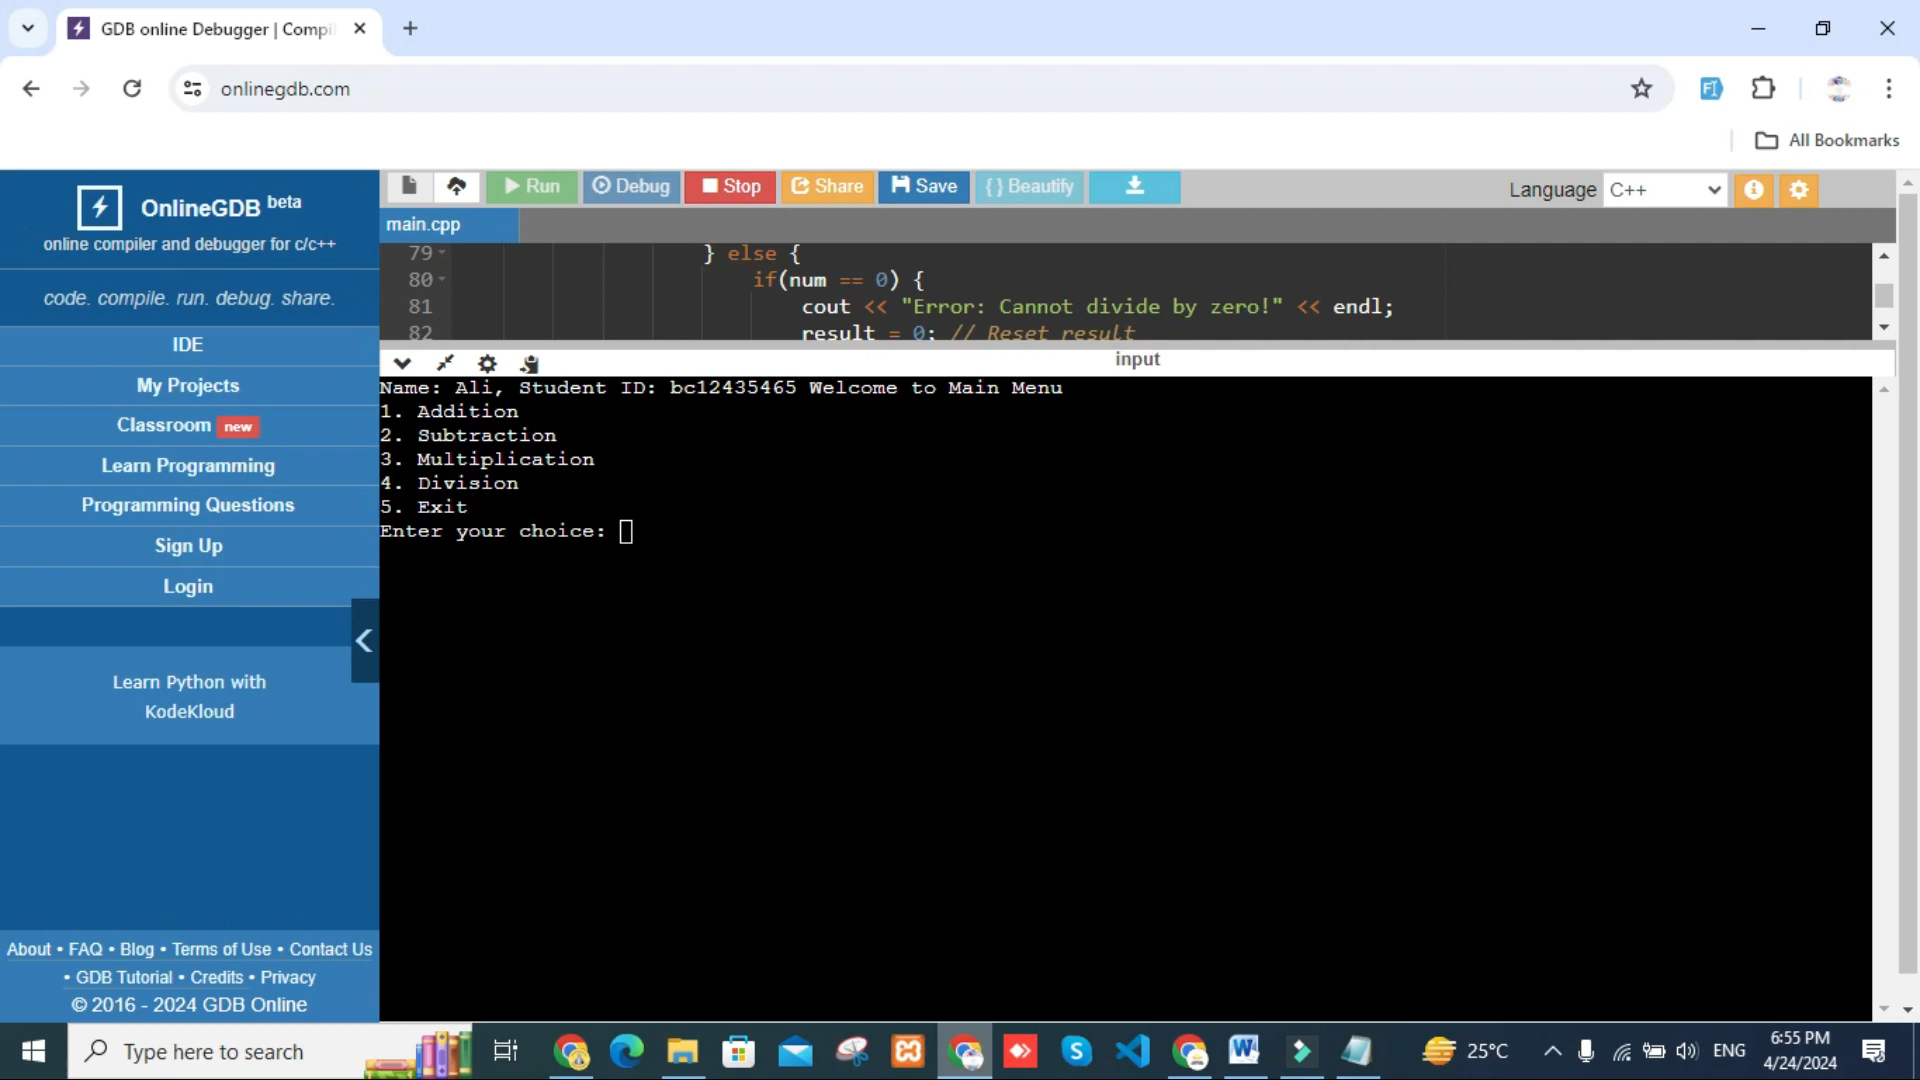 GDB online Debugger | Compi
onlinegdb.com
All Bookmarks
OnlineGDB beta
online compiler and debugger for c/c++
code. compile. run. debug. share.
IDE
My Projects
Classroom new
Learn Programming
Programming Questions
Sign Up
Login
Learn Python with
KodeKloud
About • FAQ • Blog • Terms of Use • Contact Us
• GDB Tutorial • Credits • Privacy
© 2016 - 2024 GDB Online
Run Debug Stop Share Save {} Beautify Language C++
main.cpp
79 } else {
80 if(num == 0) {
81 cout << "Error: Cannot divide by zero!" << endl;
82 result = 0; // Reset result
input
Name: Ali, Student ID: bc12435465 Welcome to Main Menu
1. Addition
2. Subtraction
3. Multiplication
4. Division
5. Exit
Enter your choice:
Type here to search
25°C
ENG
6:55 PM
4/24/2024